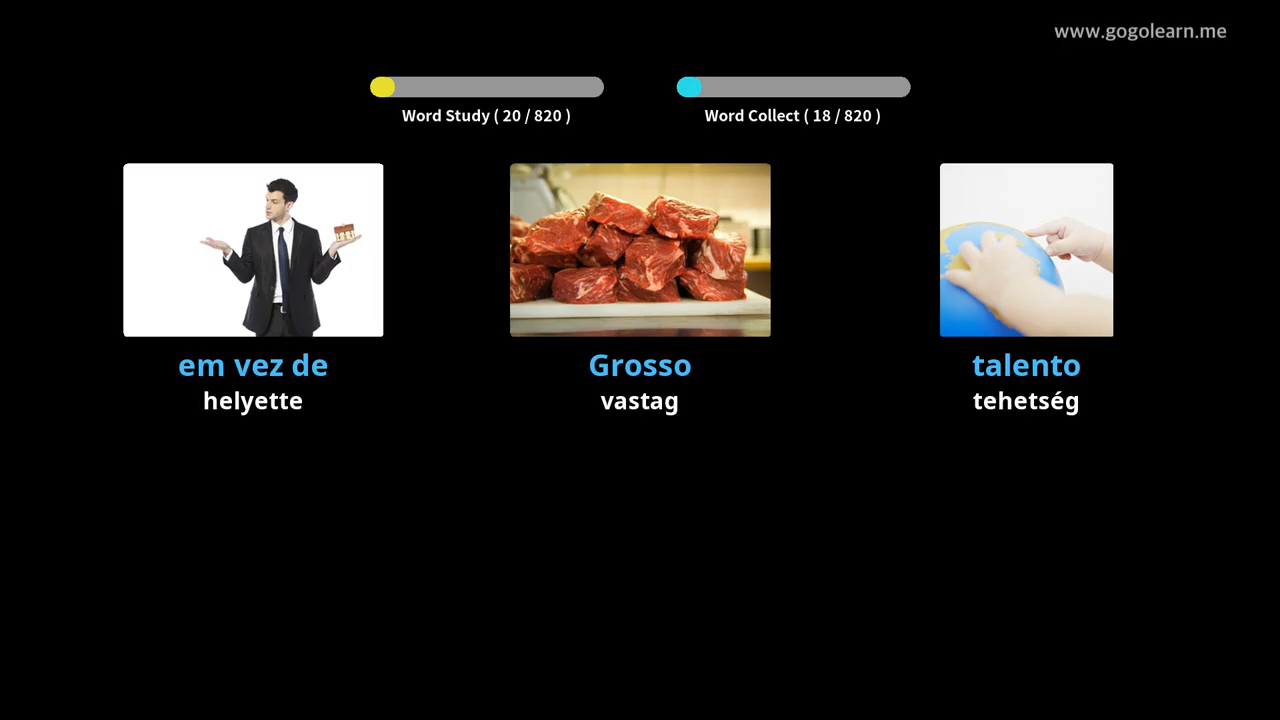 www.gogolearn.me
Word Study ( 20 / 820 )
Word Collect ( 18 / 820 )
em vez de
helyette
Grosso
vastag
talento
tehetség